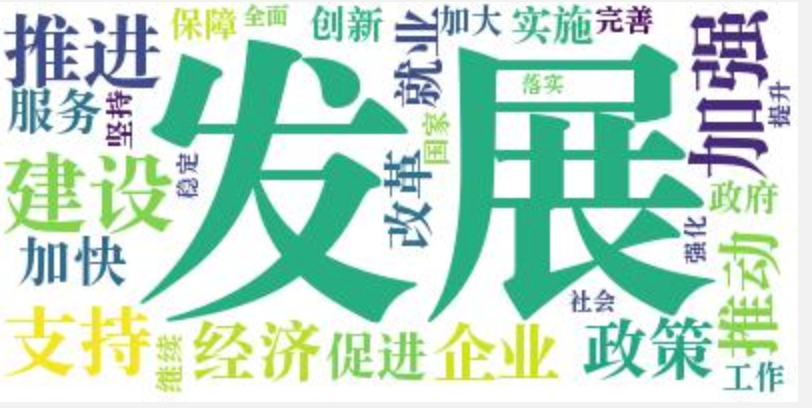 推进
保障
全面
创新
就业
加大
实施
完善
加强
服务
坚持
发展
落实
提升
国家
建设
稳定
改革
政府
加快
强化
推动
社会
支持
继续
经济
促进
企业
政策
工作